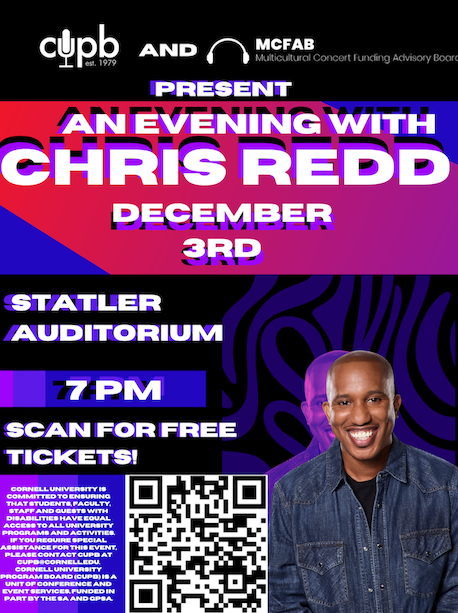 cupb
est. 1979
AND
MCFAB
Multicultural Concert Funding Advisory Board
PRESENT
AN EVENING WITH
CHRIS REDD
DECEMBER
3RD
STATLER
AUDITORIUM
7 PM
SCAN FOR FREE
TICKETS!
CORNELL UNIVERSITY IS
COMMITTED TO ENSURING
THAT STUDENTS, FACULTY,
STAFF AND GUESTS WITH
DISABILITIES HAVE EQUAL
ACCESS TO ALL UNIVERSITY
PROGRAMS AND ACTIVITIES.
IF YOU REQUIRE SPECIAL
ASSISTANCE FOR THIS EVENT,
PLEASE CONTACT CUPB AT
CUPB@CORNELL.EDU.
CORNELL UNIVERSITY
PROGRAM BOARD (CUPB) IS A
UNIT OF CONFERENCE AND
EVENT SERVICES, FUNDED IN
PART BY THE SA AND GPSA.